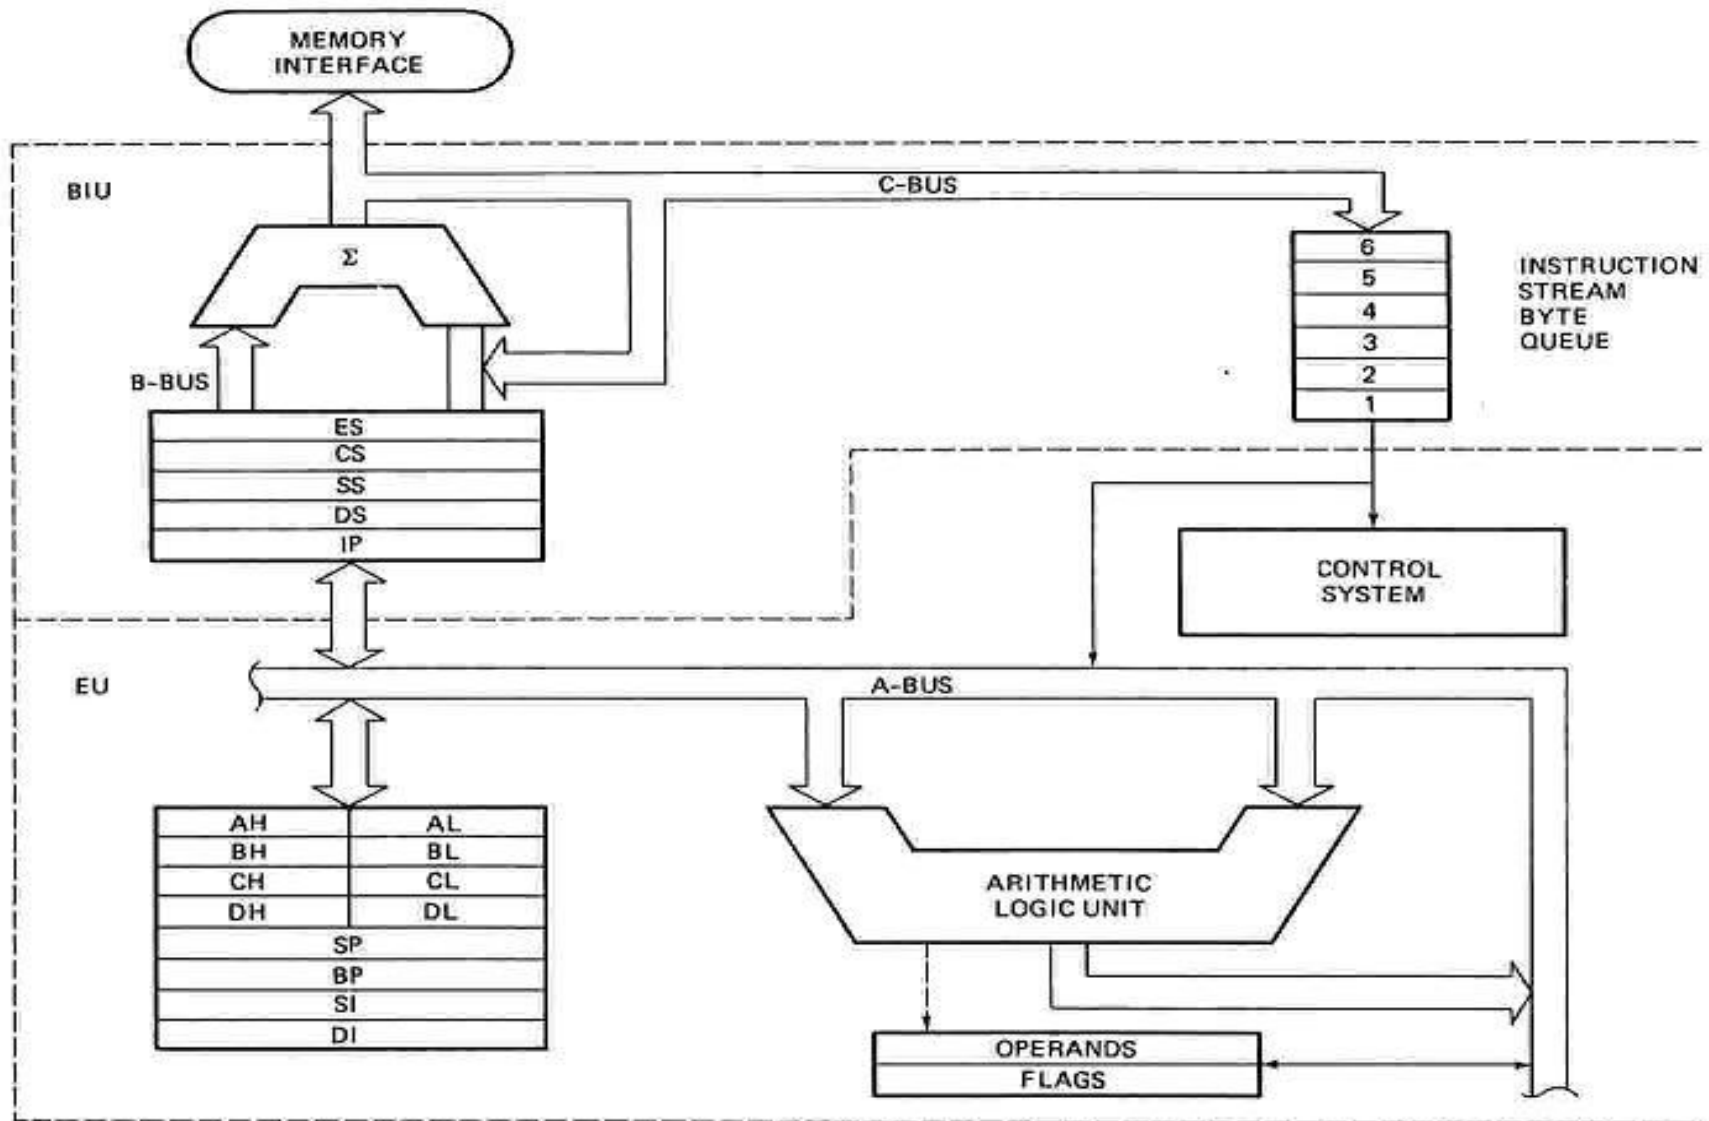 MEMORY
INTERFACE
BIU
C-BUS
Σ
6
5
4
3
2
1
INSTRUCTION
STREAM
BYTE
QUEUE
B-BUS
ES
CS
SS
DS
IP
CONTROL
SYSTEM
EU
A-BUS
AH AL
BH BL
CH CL
DH DL
SP
BP
SI
DI
ARITHMETIC
LOGIC UNIT
OPERANDS
FLAGS